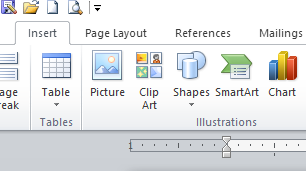 Insert Page Layout References Mailings
age Table Picture Clip Shapes SmartArt Chart
reak Art
Tables Illustrations